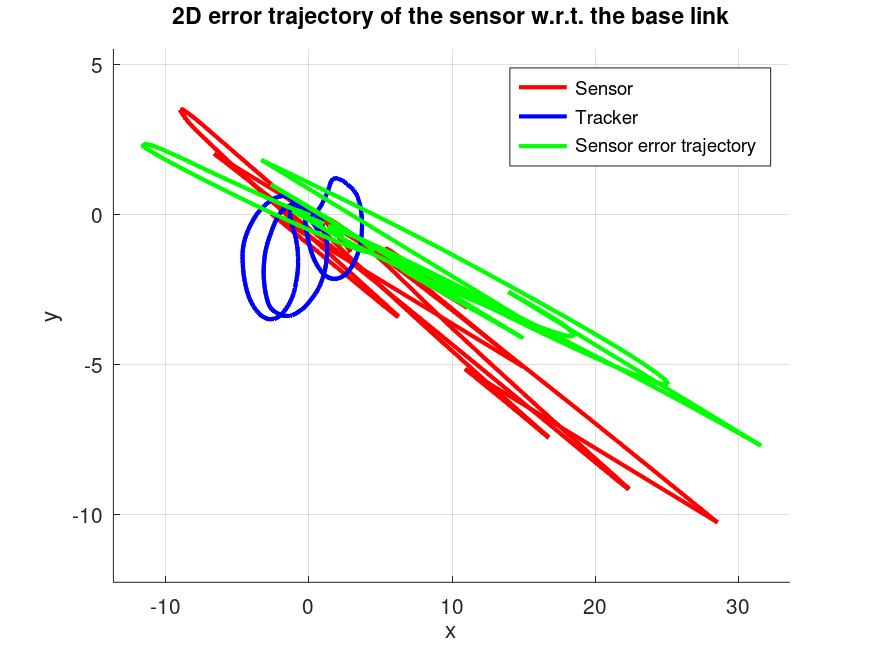 2D error trajectory of the sensor w.r.t. the base link
Sensor
Tracker
Sensor error trajectory
5
0
-5
-10
y
-10 0 10 20 30
x